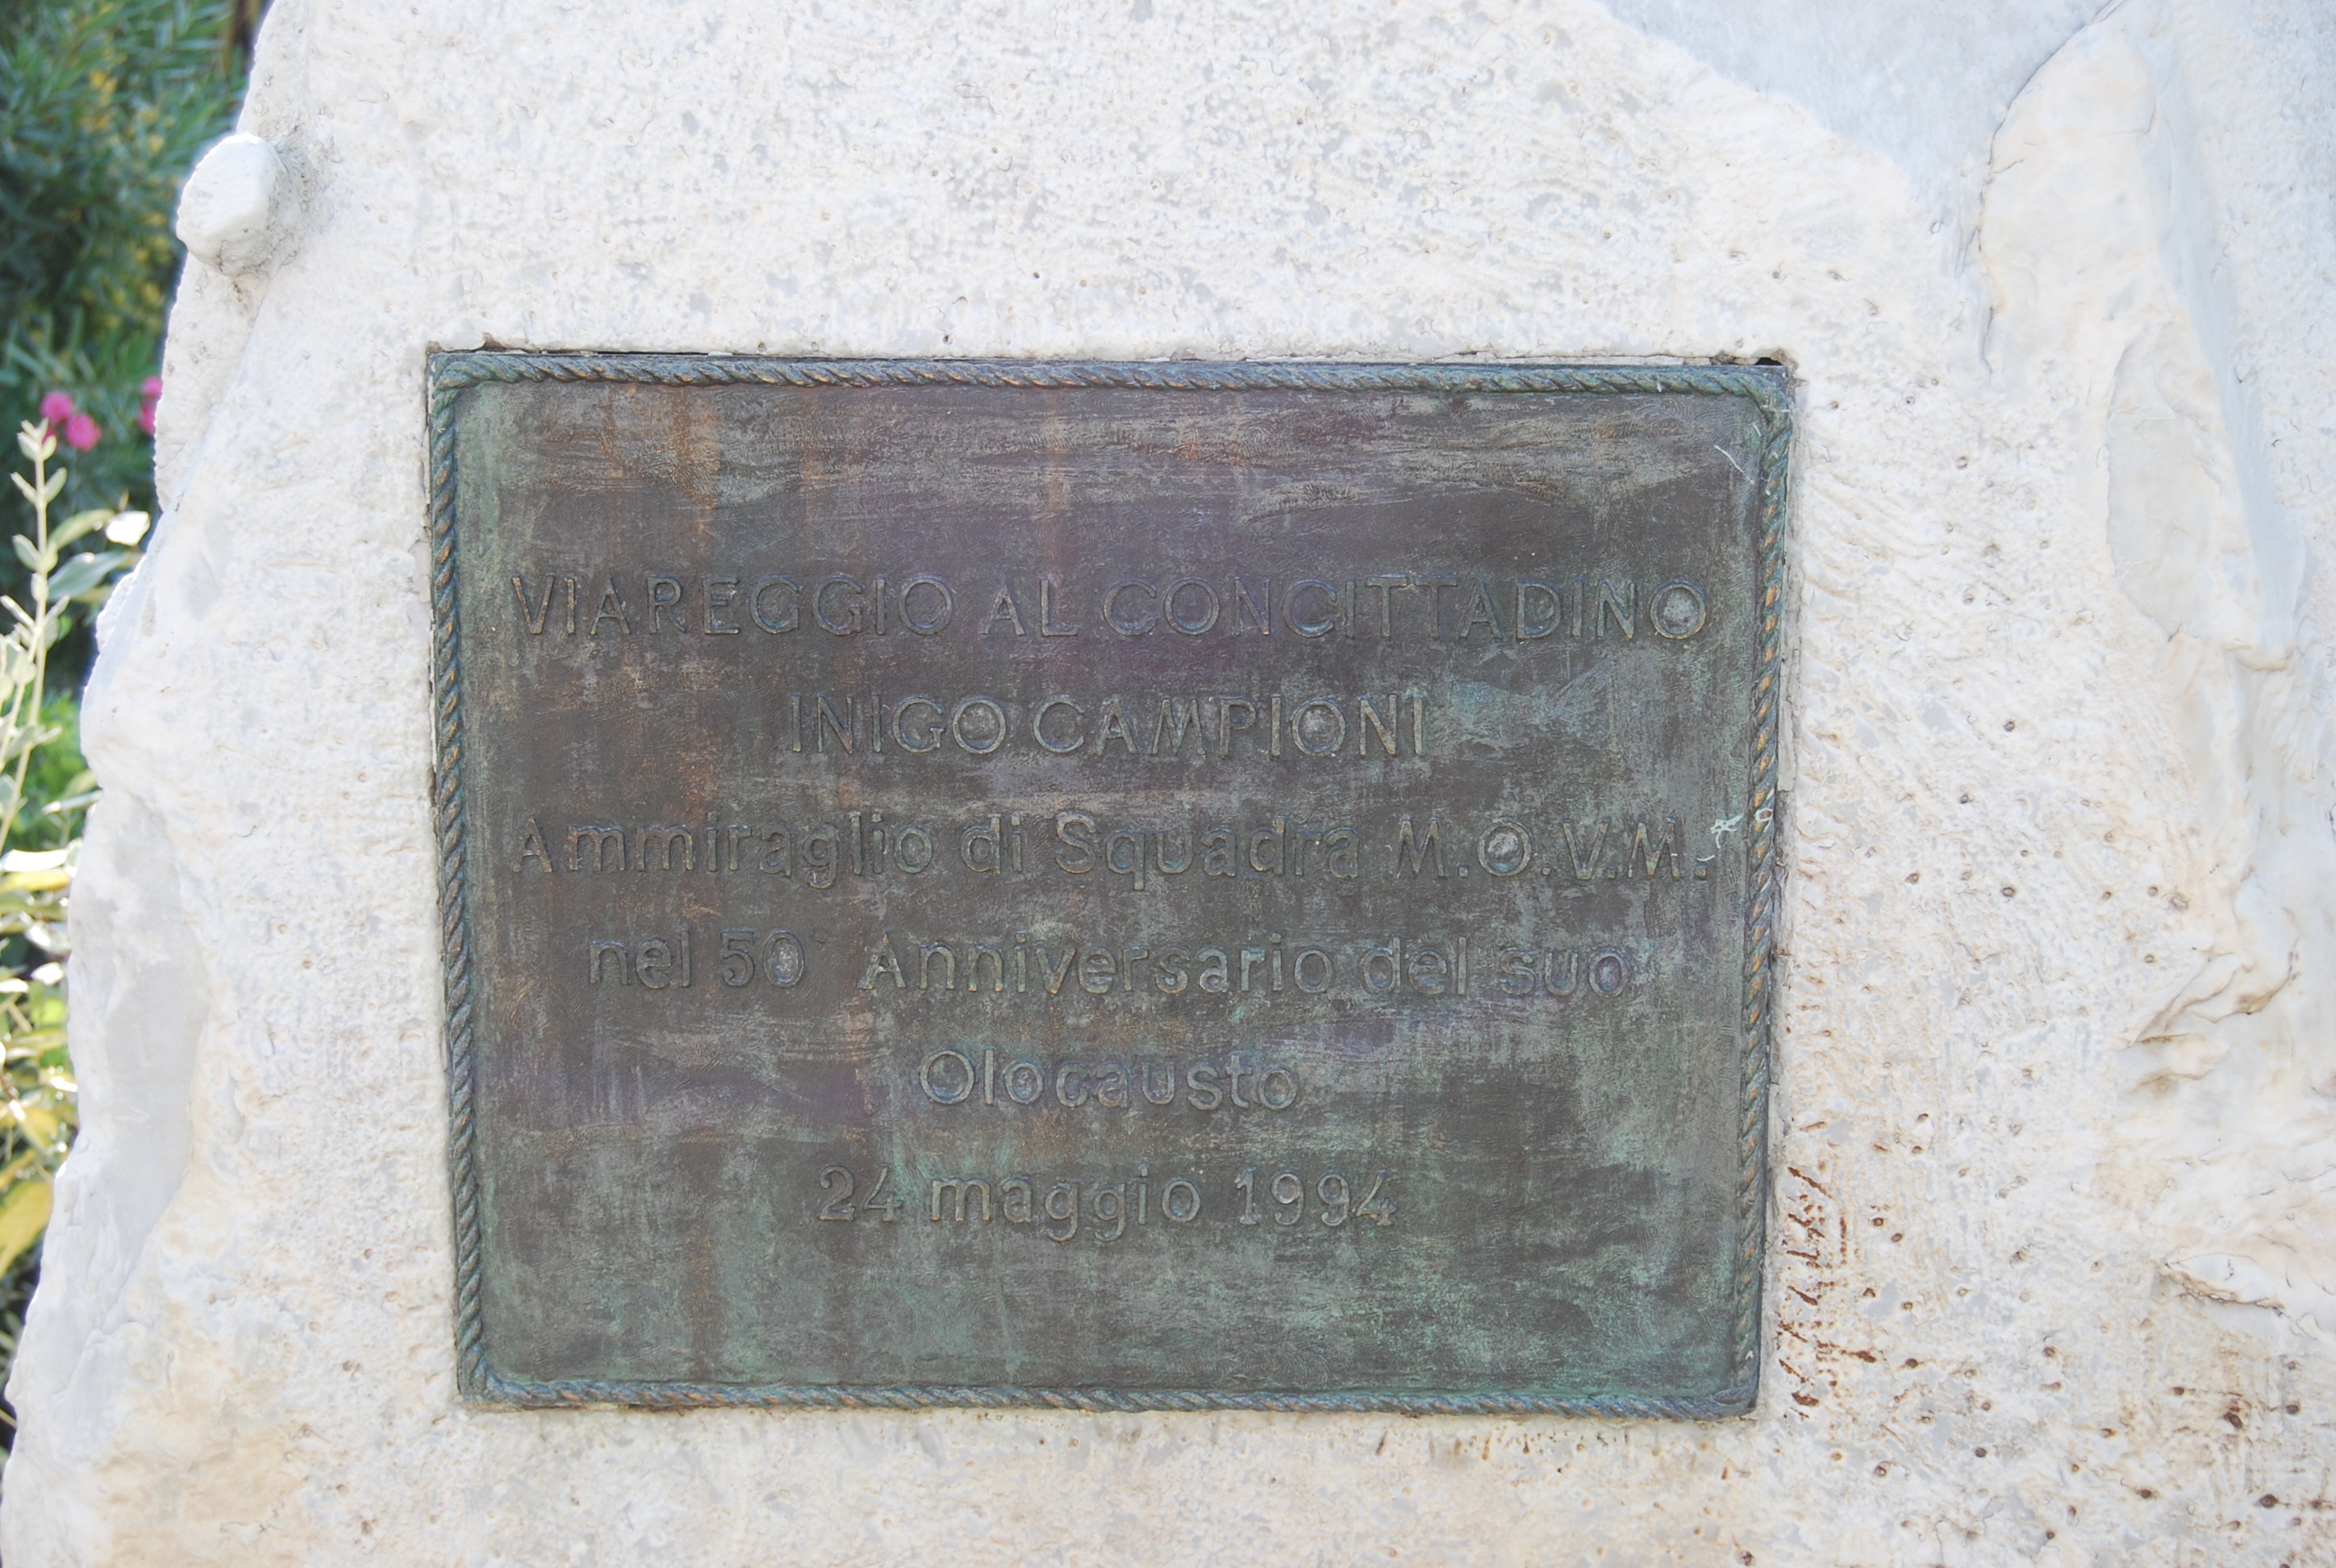 VIAREGGIO AL CONCITTADINO
INIGO CAMPIONI
Ammiraglio di Squadra M.O.V.M.
nel 50° Anniversario del suo
Olocausto
24 maggio 1994